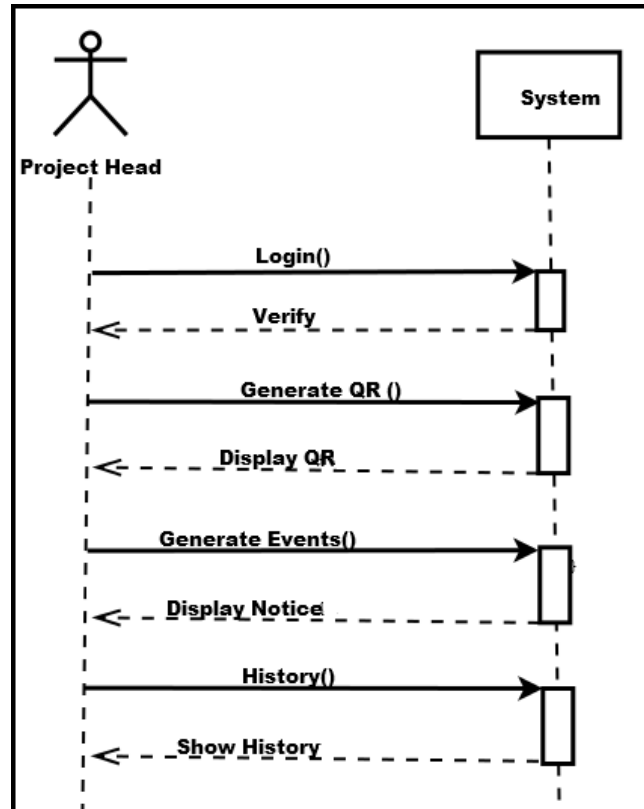 System
Project Head
Login()
Verify
Generate QR ()
Display QR
Generate Events()
Display Notice
History()
Show History